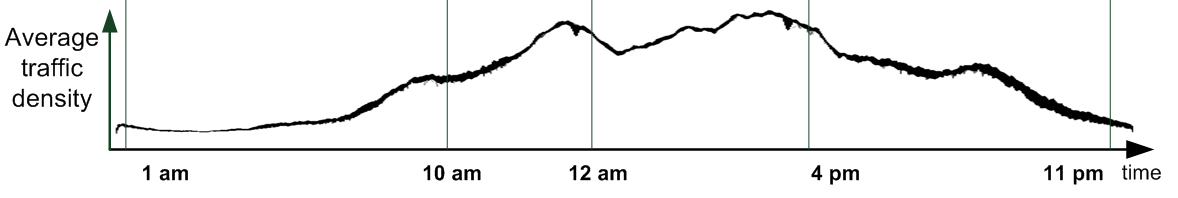 Average
traffic
density
1 am
10 am
12 am
4 pm
11 pm
time